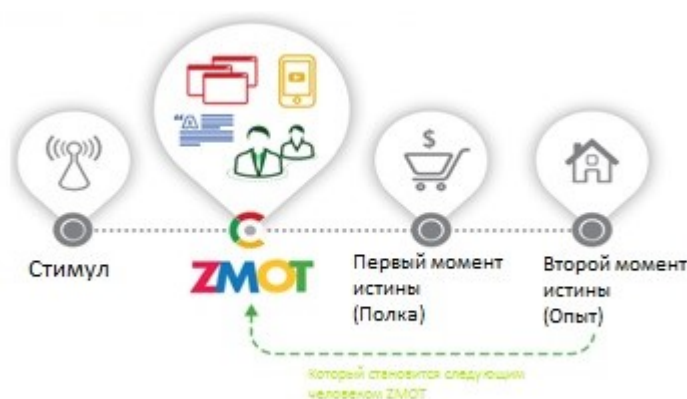 $
"A
Стимул
ZMOT
Первый момент
истины
(Полка)
Второй момент
истины
(Опыт)
Который становится следующим
человеком ZMOT